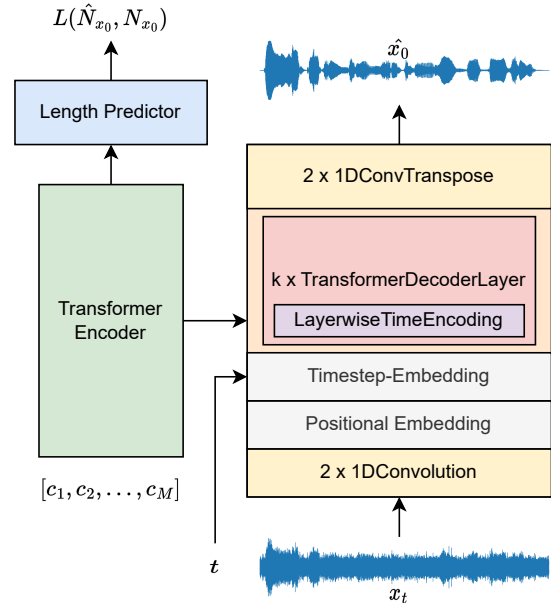 L(N̂_{x_0}, N_{x_0})
Length Predictor
Transformer
Encoder
[c_1, c_2, ..., c_M]
x̂_0
2 x 1DConvTranspose
k x TransformerDecoderLayer
LayerwiseTimeEncoding
Timestep-Embedding
Positional Embedding
2 x 1DConvolution
t
x_t